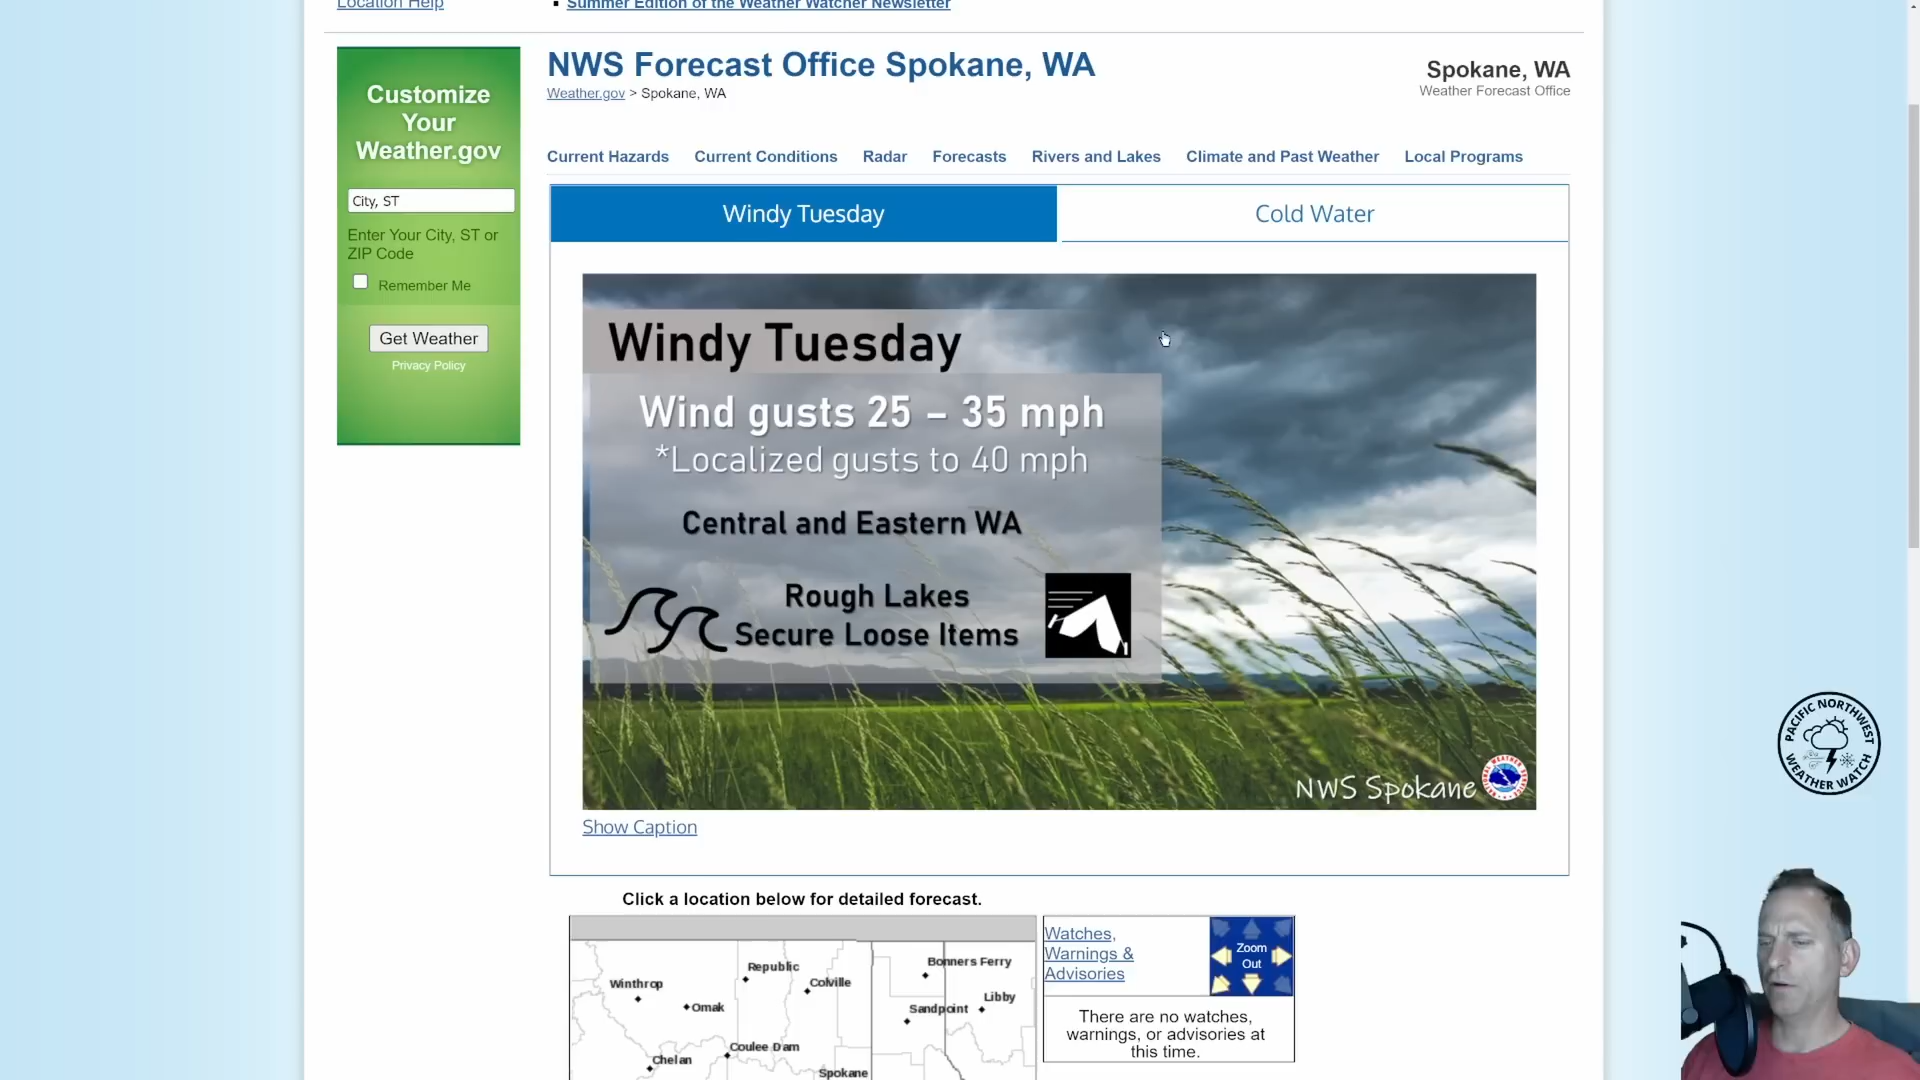 Location Help
Summer Edition of the Weather Watcher Newsletter
Customize
Your
Weather.gov
City, ST
Enter Your City, ST or
ZIP Code
Remember Me
Get Weather
Privacy Policy
NWS Forecast Office Spokane, WA
Weather.gov > Spokane, WA
Spokane, WA
Weather Forecast Office
Current Hazards Current Conditions Radar Forecasts Rivers and Lakes Climate and Past Weather Local Programs
Windy Tuesday Cold Water
Windy Tuesday
Wind gusts 25 – 35 mph
*Localized gusts to 40 mph
Central and Eastern WA
Rough Lakes
Secure Loose Items
NWS Spokane
Show Caption
Click a location below for detailed forecast.
Winthrop
Republic
Colville
Omak
Bonners Ferry
Libby
Sandpoint
Coulee Dam
Chelan
Spokane
Watches,
Warnings &
Advisories
Zoom
Out
There are no watches,
warnings, or advisories at
this time.
PACIFIC NORTHWEST
WEATHER WATCH